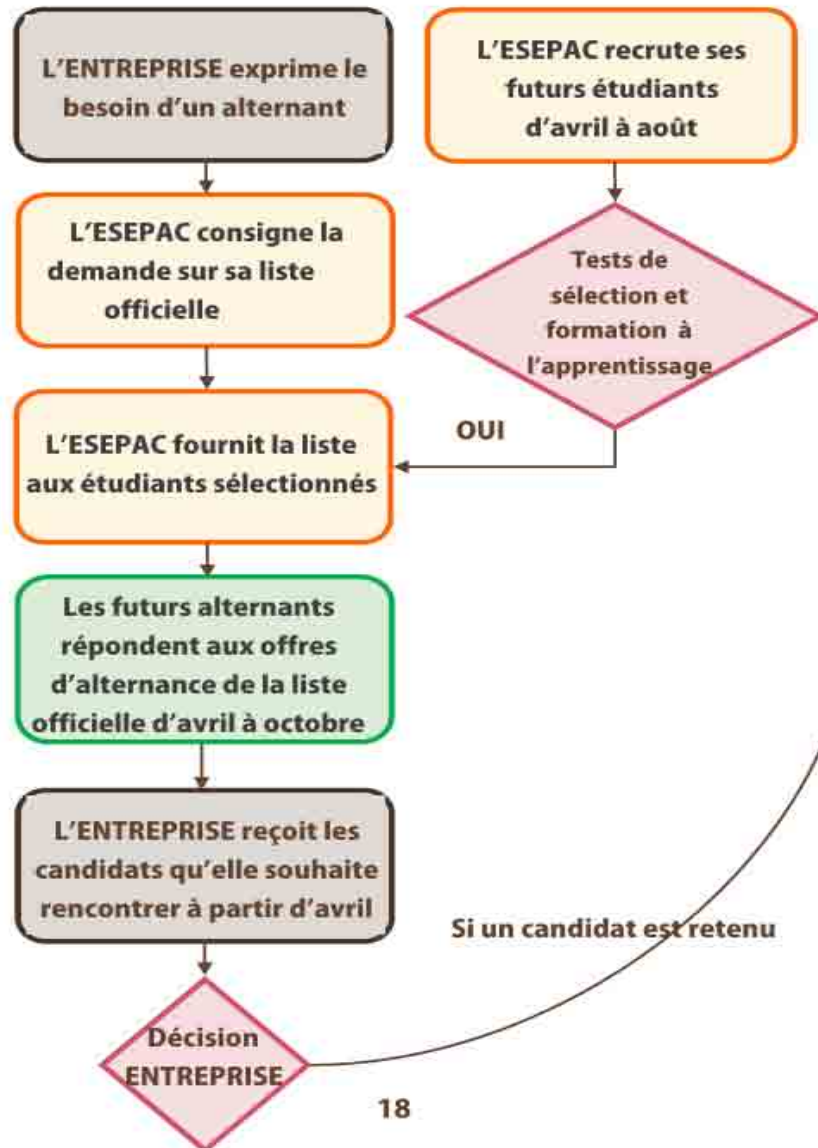 L'ENTREPRISE exprime le
besoin d'un alternant
L'ESEPAC recrute ses
futurs étudiants
d'avril à août
L'ESEPAC consigne la
demande sur sa liste
officielle
Tests de
sélection et
formation à
l'apprentissage
OUI
L'ESEPAC fournit la liste
aux étudiants sélectionnés
Les futurs alternants
répondent aux offres
d'alternance de la liste
officielle d'avril à octobre
L'ENTREPRISE reçoit les
candidats qu'elle souhaite
rencontrer à partir d'avril
Si un candidat est retenu
Décision
ENTREPRISE
18